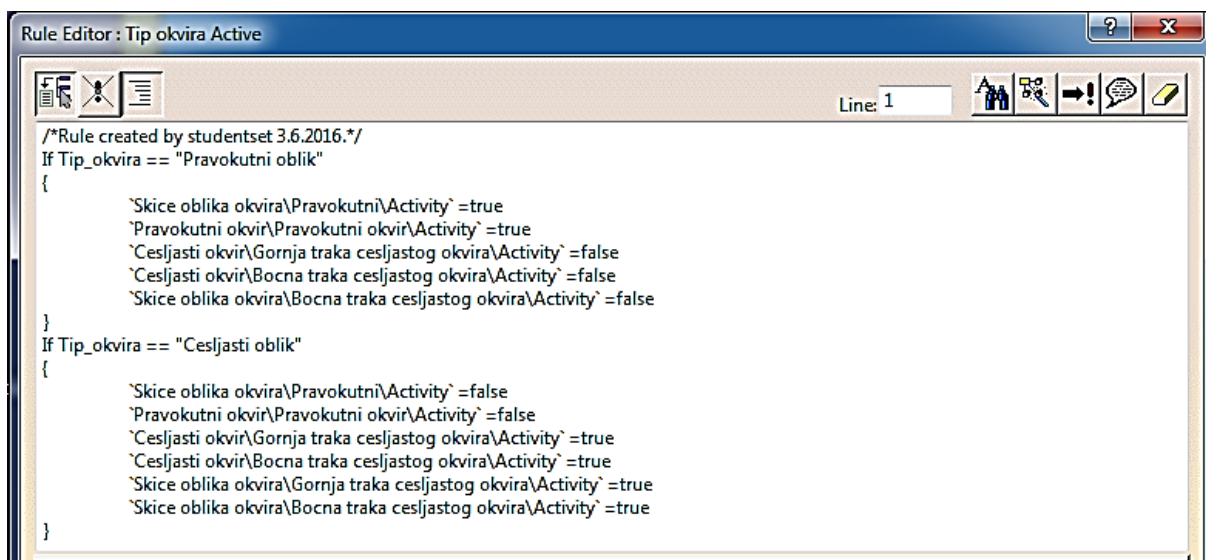 Rule Editor : Tip okvira Active
Line: 1
/*Rule created by studentset 3.6.2016.*/
If Tip_okvira == "Pravokutni oblik"
{
`Skice oblika okvira\Pravokutni\Activity` =true
`Pravokutni okvir\Pravokutni okvir\Activity` =true
`Cesljasti okvir\Gornja traka cesljastog okvira\Activity` =false
`Cesljasti okvir\Bocna traka cesljastog okvira\Activity` =false
`Skice oblika okvira\Bocna traka cesljastog okvira\Activity` =false
}
If Tip_okvira == "Cesljasti oblik"
{
`Skice oblika okvira\Pravokutni\Activity` =false
`Pravokutni okvir\Pravokutni okvir\Activity` =false
`Cesljasti okvir\Gornja traka cesljastog okvira\Activity` =true
`Cesljasti okvir\Bocna traka cesljastog okvira\Activity` =true
`Skice oblika okvira\Gornja traka cesljastog okvira\Activity` =true
`Skice oblika okvira\Bocna traka cesljastog okvira\Activity` =true
}